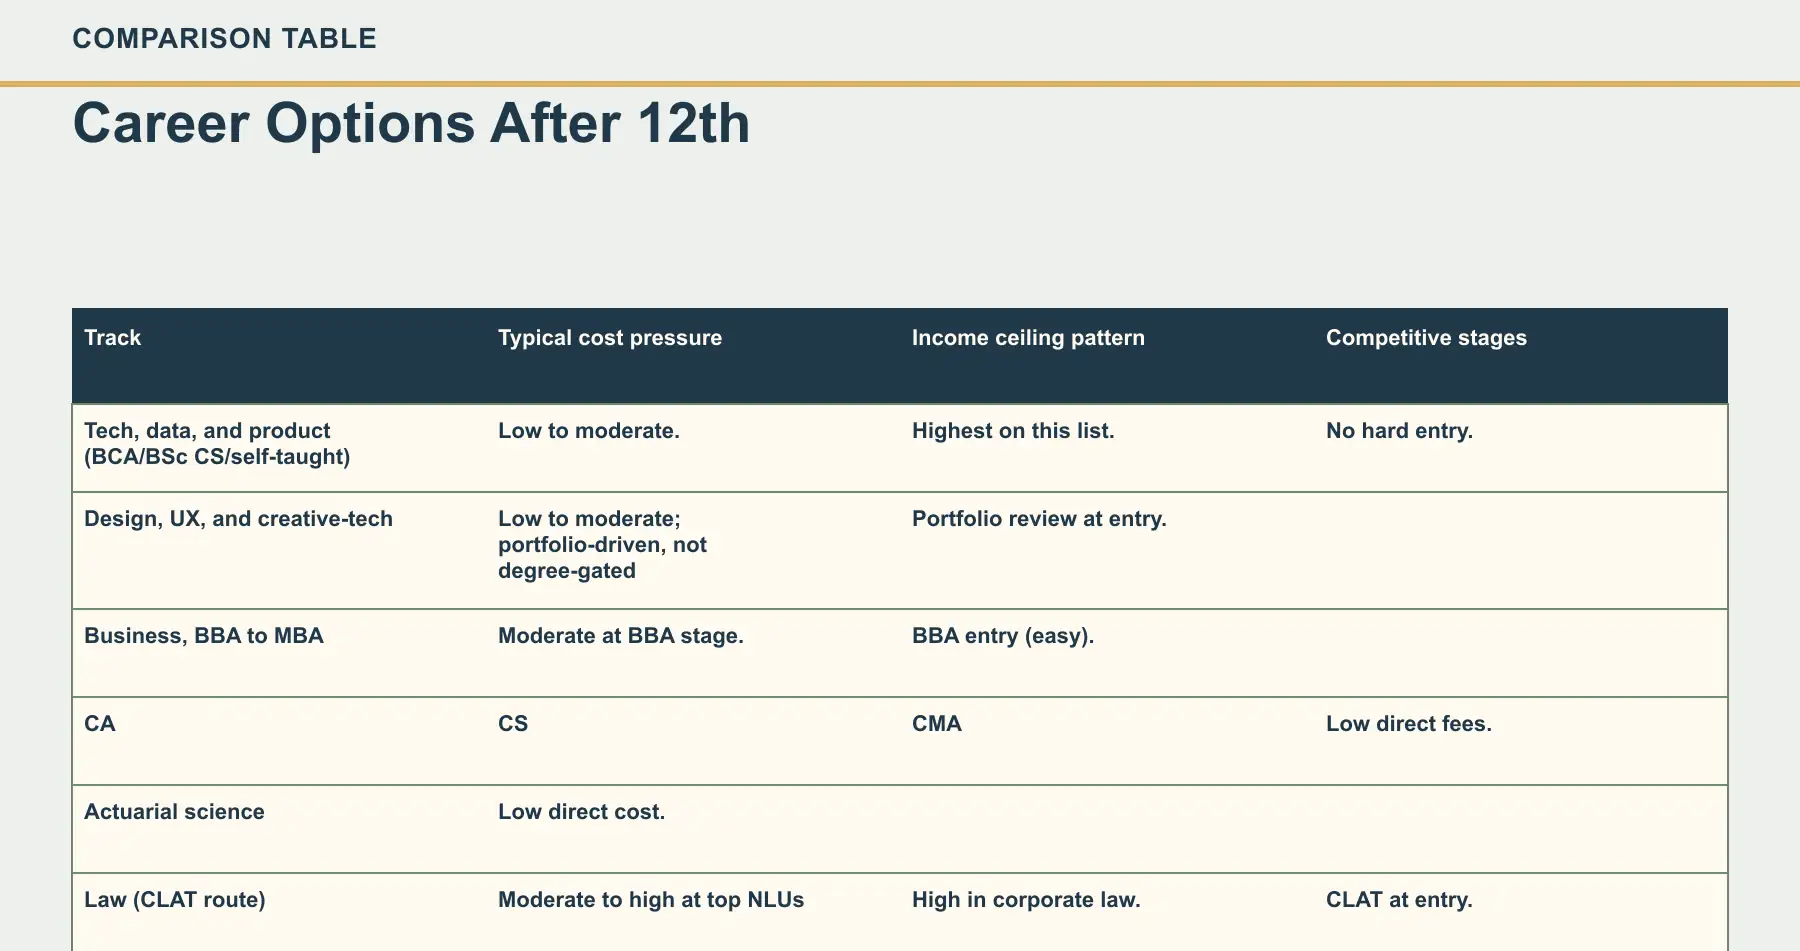 COMPARISON TABLE
Career Options After 12th
Track Typical cost pressure Income ceiling pattern Competitive stages
Tech, data, and product Low to moderate. Highest on this list. No hard entry.
(BCA/BSc CS/self-taught)
Design, UX, and creative-tech Low to moderate; Portfolio review at entry.
portfolio-driven, not
degree-gated
Business, BBA to MBA Moderate at BBA stage. BBA entry (easy).
CA CS CMA Low direct fees.
Actuarial science Low direct cost.
Law (CLAT route) Moderate to high at top NLUs High in corporate law. CLAT at entry.